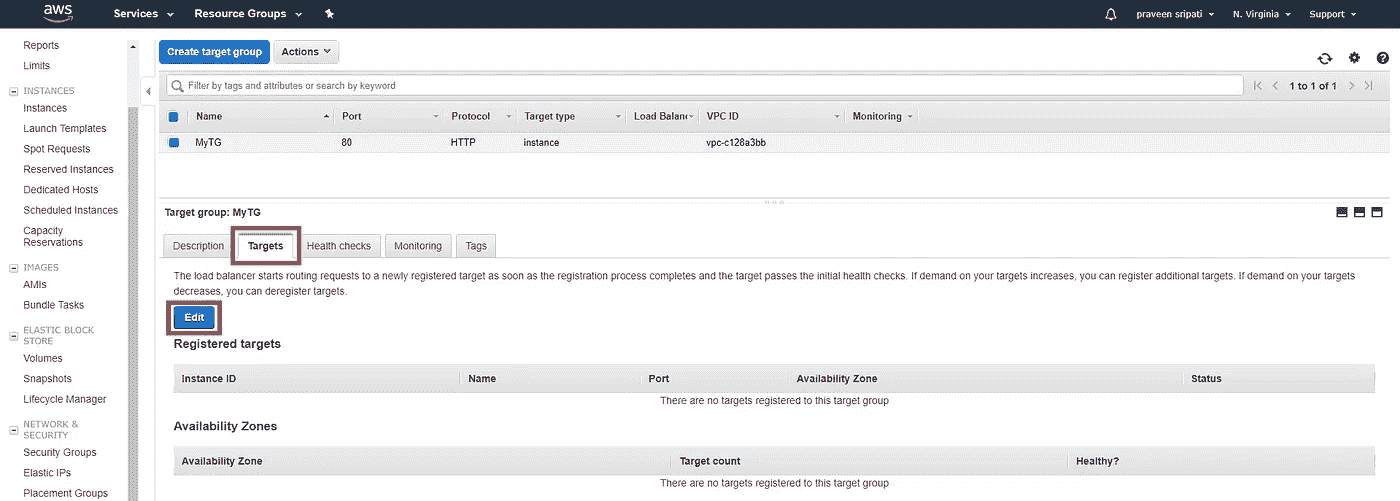 aws Services Resource Groups praveen sripati N. Virginia Support
Reports
Limits
INSTANCES
Instances
Launch Templates
Spot Requests
Reserved Instances
Dedicated Hosts
Scheduled Instances
Capacity
Reservations
IMAGES
AMIs
Bundle Tasks
ELASTIC BLOCK
STORE
Volumes
Snapshots
Lifecycle Manager
NETWORK &
SECURITY
Security Groups
Elastic IPs
Placement Groups
Create target group Actions
Filter by tags and attributes or search by keyword 1 to 1 of 1
Name Port Protocol Target type Load Balanc VPC ID Monitoring
MyTG 80 HTTP instance vpc-c128a3bb
Target group: MyTG
Description Targets Health checks Monitoring Tags
The load balancer starts routing requests to a newly registered target as soon as the registration process completes and the target passes the initial health checks. If demand on your targets increases, you can register additional targets. If demand on your targets
decreases, you can deregister targets.
Edit
Registered targets
Instance ID Name Port Availability Zone Status
There are no targets registered to this target group
Availability Zones
Availability Zone Target count Healthy?
There are no targets registered to this target group